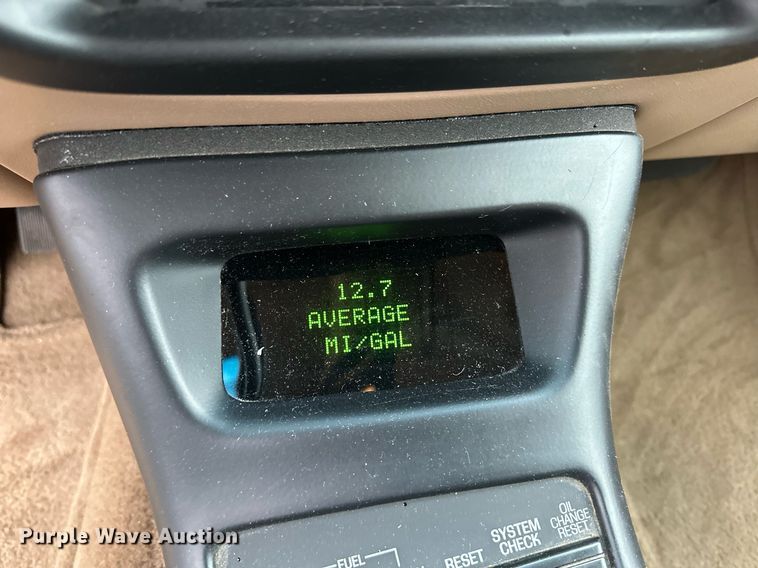 12.7
AVERAGE
MI/GAL
FUEL
RESET
SYSTEM
CHECK
OIL
CHANGE
RESET
Purple Wave Auction